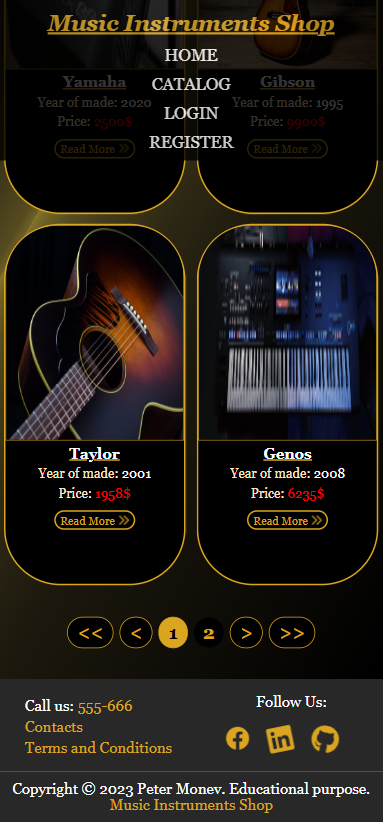 Music Instruments Shop
HOME
CATALOG
LOGIN
REGISTER
Yamaha
Year of made: 2020
Price: 2500$
Read More >>
Gibson
Year of made: 1995
Price: 9900$
Read More >>
Taylor
Year of made: 2001
Price: 1958$
Read More >>
Genos
Year of made: 2008
Price: 6235$
Read More >>
<< < 1 2 > >>
Call us: 555-666
Contacts
Terms and Conditions
Follow Us:
in
Copyright © 2023 Peter Monev. Educational purpose.
Music Instruments Shop